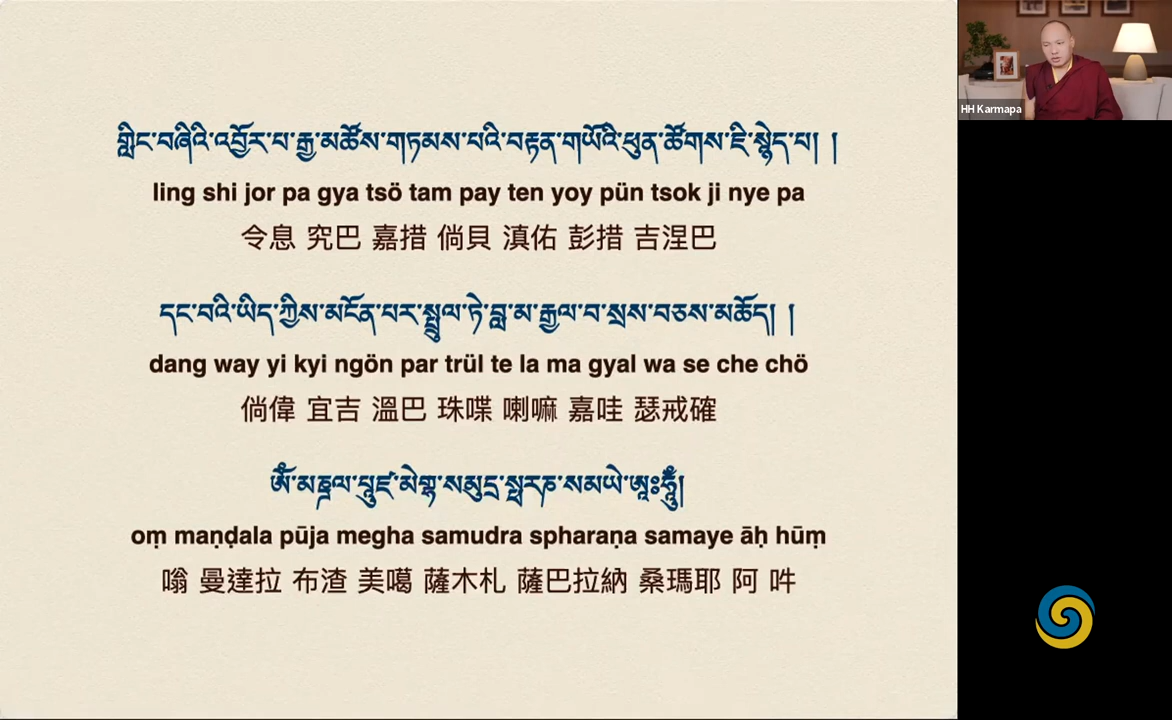 གླིང་བཞིའི་འབྱོར་པ་རྒྱ་མཚོས་གཏམས་པའི་བརྟན་གཡོའི་ཕུན་ཚོགས་ཇི་སྙེད་པ། །
ling shi jor pa gya tsö tam pay ten yoy pün tsok ji nye pa
令息 究巴 嘉措 倘貝 滇佑 彭措 吉涅巴
དང་བའི་ཡིད་ཀྱིས་མངོན་པར་སྤྲུལ་ཏེ་བླ་མ་རྒྱལ་བ་སྲས་བཅས་མཆོད། །
dang way yi kyi ngön par trül te la ma gyal wa se che chö
倘偉 宜吉 溫巴 珠喋 喇嘛 嘉哇 瑟戒確
ཨོཾ་མཎྜལ་པཱུཛ་མེགྷ་སམུདྲ་སྥརཎ་སམཡེ་ཨཱཿཧཱུྃ།
oṃ maṇḍala pūja megha samudra spharaṇa samaye āḥ hūṃ
嗡 曼達拉 布渣 美噶 薩木札 薩巴拉納 桑瑪耶 阿 吽
HH Karmapa